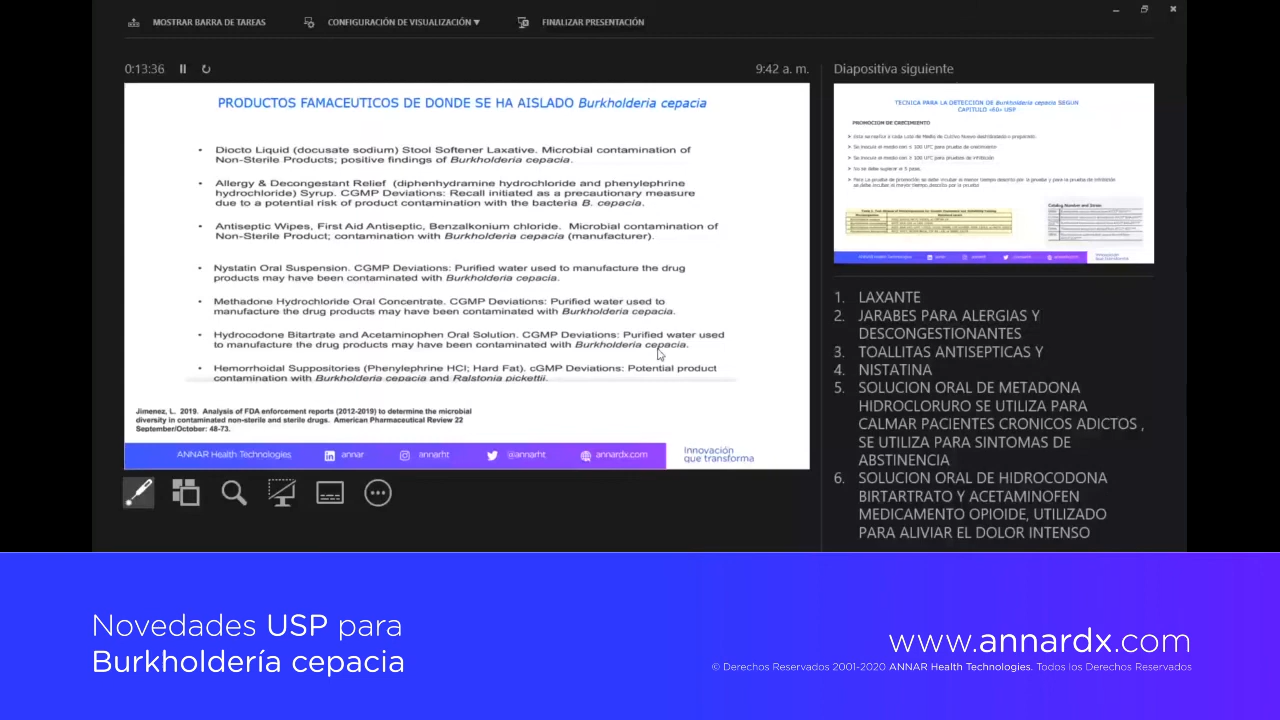 MOSTRAR BARRA DE TAREAS
CONFIGURACIÓN DE VISUALIZACIÓN ▼
FINALIZAR PRESENTACIÓN
0:13:36
9:42 a. m.
PRODUCTOS FAMACEUTICOS DE DONDE SE HA AISLADO Burkholderia cepacia
• Diocto Liquid (docusate sodium) Stool Softener Laxative. Microbial contamination of
Non-Sterile Products; positive findings of Burkholderia cepacia.
• Allergy & Decongestant Relief (diphenhydramine hydrochloride and phenylephrine
hydrochloride) Syrup. CGMP Deviations: Recall initiated as a precautionary measure
due to a potential risk of product contamination with the bacteria B. cepacia.
• Antiseptic Wipes, First Aid Antiseptic, Benzalkonium chloride. Microbial contamination of
Non-Sterile Product; contamination with Burkholderia cepacia (manufacturer).
• Nystatin Oral Suspension. CGMP Deviations: Purified water used to manufacture the drug
products may have been contaminated with Burkholderia cepacia.
• Methadone Hydrochloride Oral Concentrate. CGMP Deviations: Purified water used to
manufacture the drug products may have been contaminated with Burkholderia cepacia.
• Hydrocodone Bitartrate and Acetaminophen Oral Solution. CGMP Deviations: Purified water used
to manufacture the drug products may have been contaminated with Burkholderia cepacia.
• Hemorrhoidal Suppositories (Phenylephrine HCl; Hard Fat). cGMP Deviations: Potential product
contamination with Burkholderia cepacia and Ralstonia pickettii.
Jimenez, L. 2019. Analysis of FDA enforcement reports (2012-2019) to determine the microbial
diversity in contaminated non-sterile and sterile drugs. American Pharmaceutical Review 22
September/October: 48-73.
ANNAR Health Technologies
annar
annarht
@annarht
annardx.com
Innovación
que transforma
Diapositiva siguiente
TECNICA PARA LA DETECCIÓN DE Burkholderia cepacia SEGUN
CAPITULO <60> USP
PROMOCION DE CRECIMIENTO
1. LAXANTE
2. JARABES PARA ALERGIAS Y
DESCONGESTIONANTES
3. TOALLITAS ANTISEPTICAS Y
4. NISTATINA
5. SOLUCION ORAL DE METADONA
HIDROCLORURO SE UTILIZA PARA
CALMAR PACIENTES CRONICOS ADICTOS ,
SE UTILIZA PARA SINTOMAS DE
ABSTINENCIA
6. SOLUCION ORAL DE HIDROCODONA
BIRTARTRATO Y ACETAMINOFEN
MEDICAMENTO OPIOIDE, UTILIZADO
PARA ALIVIAR EL DOLOR INTENSO
Novedades USP para
Burkholdería cepacia
www.annardx.com
© Derechos Reservados 2001-2020 ANNAR Health Technologies. Todos los Derechos Reservados